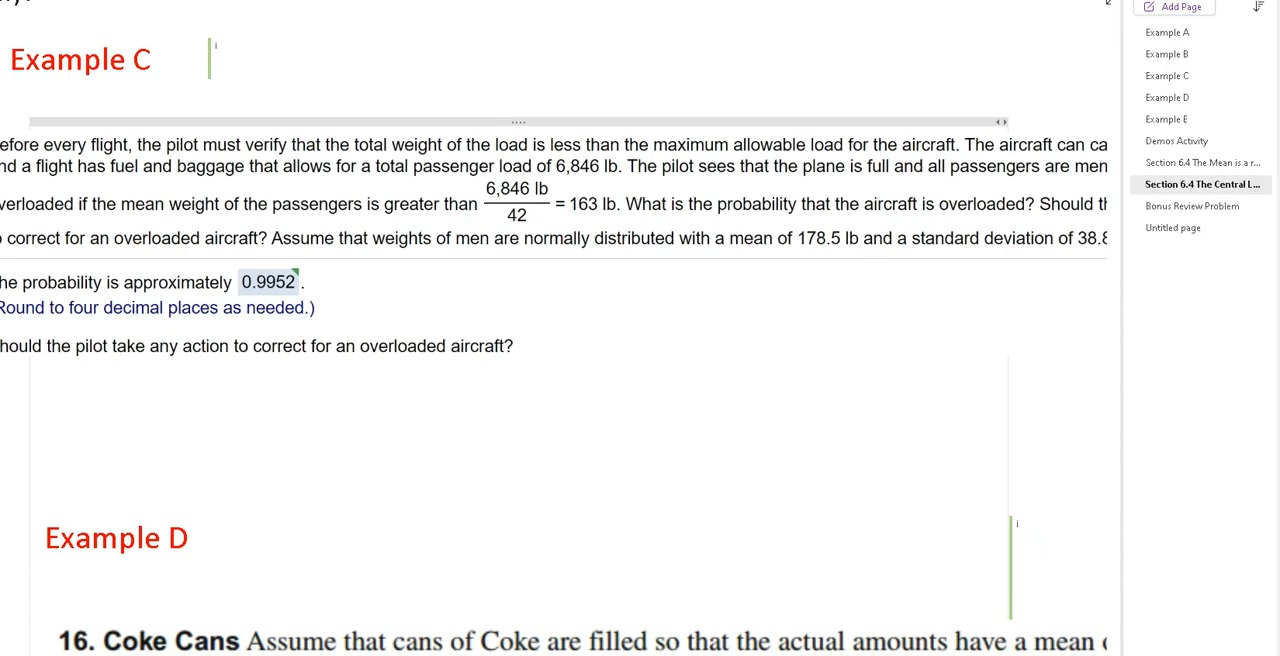 Add Page
Example A
Example B
Example C
Example D
Example E
Demos Activity
Section 6.4 The Mean is a r...
Section 6.4 The Central L...
Bonus Review Problem
Untitled page
Example C
efore every flight, the pilot must verify that the total weight of the load is less than the maximum allowable load for the aircraft. The aircraft can ca
nd a flight has fuel and baggage that allows for a total passenger load of 6,846 lb. The pilot sees that the plane is full and all passengers are men
verloaded if the mean weight of the passengers is greater than 6,846 lb / 42 = 163 lb. What is the probability that the aircraft is overloaded? Should th
o correct for an overloaded aircraft? Assume that weights of men are normally distributed with a mean of 178.5 lb and a standard deviation of 38.8
he probability is approximately 0.9952.
Round to four decimal places as needed.)
hould the pilot take any action to correct for an overloaded aircraft?
Example D
16. Coke Cans Assume that cans of Coke are filled so that the actual amounts have a mean